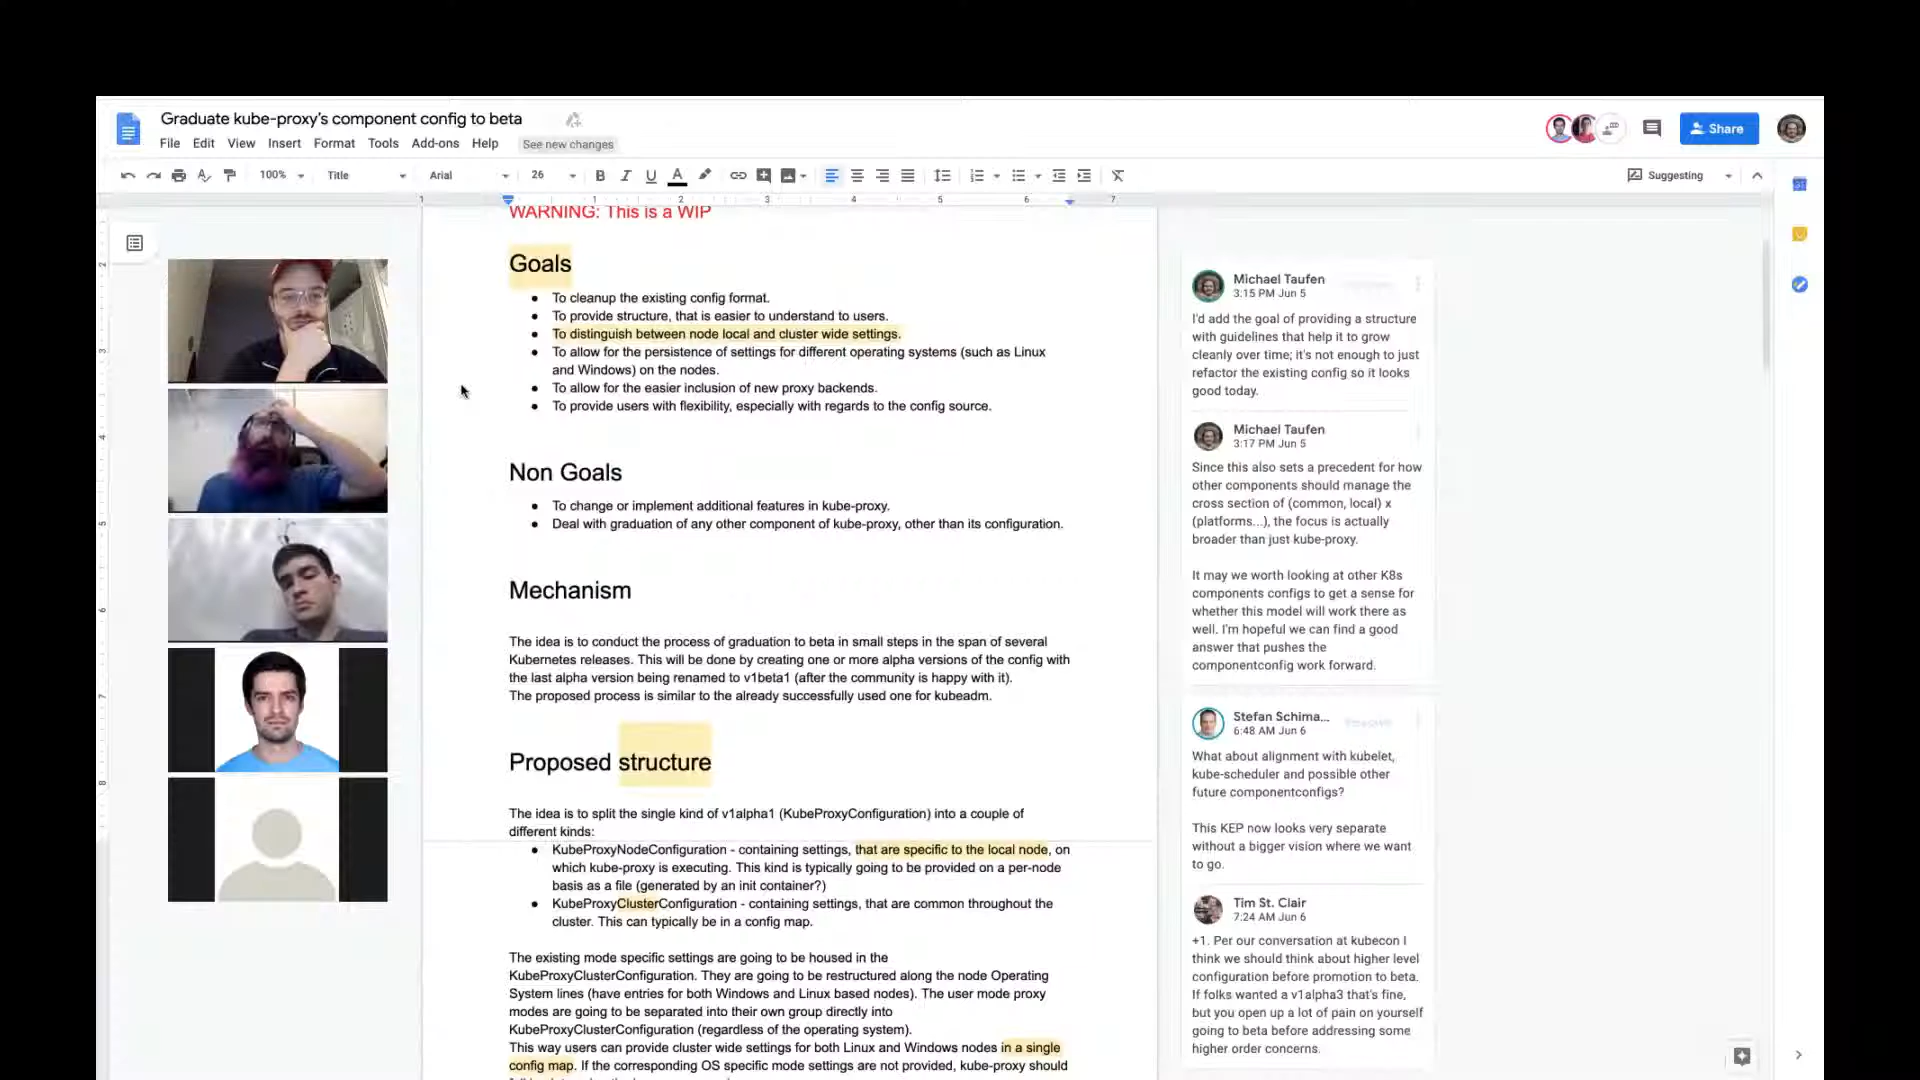 Graduate kube-proxy's component config to beta
File Edit View Insert Format Tools Add-ons Help See new changes
Share
100% Title Arial 26 B I U A Suggesting
1 1 2 3 4 5 6 7
WARNING: This is a WIP
Goals
To cleanup the existing config format.
To provide structure, that is easier to understand to users.
To distinguish between node local and cluster wide settings.
To allow for the persistence of settings for different operating systems (such as Linux
and Windows) on the nodes.
To allow for the easier inclusion of new proxy backends.
To provide users with flexibility, especially with regards to the config source.
Non Goals
To change or implement additional features in kube-proxy.
Deal with graduation of any other component of kube-proxy, other than its configuration.
Mechanism
The idea is to conduct the process of graduation to beta in small steps in the span of several
Kubernetes releases. This will be done by creating one or more alpha versions of the config with
the last alpha version being renamed to v1beta1 (after the community is happy with it).
The proposed process is similar to the already successfully used one for kubeadm.
Proposed structure
The idea is to split the single kind of v1alpha1 (KubeProxyConfiguration) into a couple of
different kinds:
KubeProxyNodeConfiguration - containing settings, that are specific to the local node, on
which kube-proxy is executing. This kind is typically going to be provided on a per-node
basis as a file (generated by an init container?)
KubeProxyClusterConfiguration - containing settings, that are common throughout the
cluster. This can typically be in a config map.
The existing mode specific settings are going to be housed in the
KubeProxyClusterConfiguration. They are going to be restructured along the node Operating
System lines (have entries for both Windows and Linux based nodes). The user mode proxy
modes are going to be separated into their own group directly into
KubeProxyClusterConfiguration (regardless of the operating system).
This way users can provide cluster wide settings for both Linux and Windows nodes in a single
config map. If the corresponding OS specific mode settings are not provided, kube-proxy should
Michael Taufen
3:15 PM Jun 5
I'd add the goal of providing a structure
with guidelines that help it to grow
cleanly over time; it's not enough to just
refactor the existing config so it looks
good today.
Michael Taufen
3:17 PM Jun 5
Since this also sets a precedent for how
other components should manage the
cross section of (common, local) x
(platforms...), the focus is actually
broader than just kube-proxy.
It may we worth looking at other K8s
components configs to get a sense for
whether this model will work there as
well. I'm hopeful we can find a good
answer that pushes the
componentconfig work forward.
Stefan Schima...
6:48 AM Jun 6
What about alignment with kubelet,
kube-scheduler and possible other
future componentconfigs?
This KEP now looks very separate
without a bigger vision where we want
to go.
Tim St. Clair
7:24 AM Jun 6
+1. Per our conversation at kubecon I
think we should think about higher level
configuration before promotion to beta.
If folks wanted a v1alpha3 that's fine,
but you open up a lot of pain on yourself
going to beta before addressing some
higher order concerns.
2
3
4
5
6
7
8